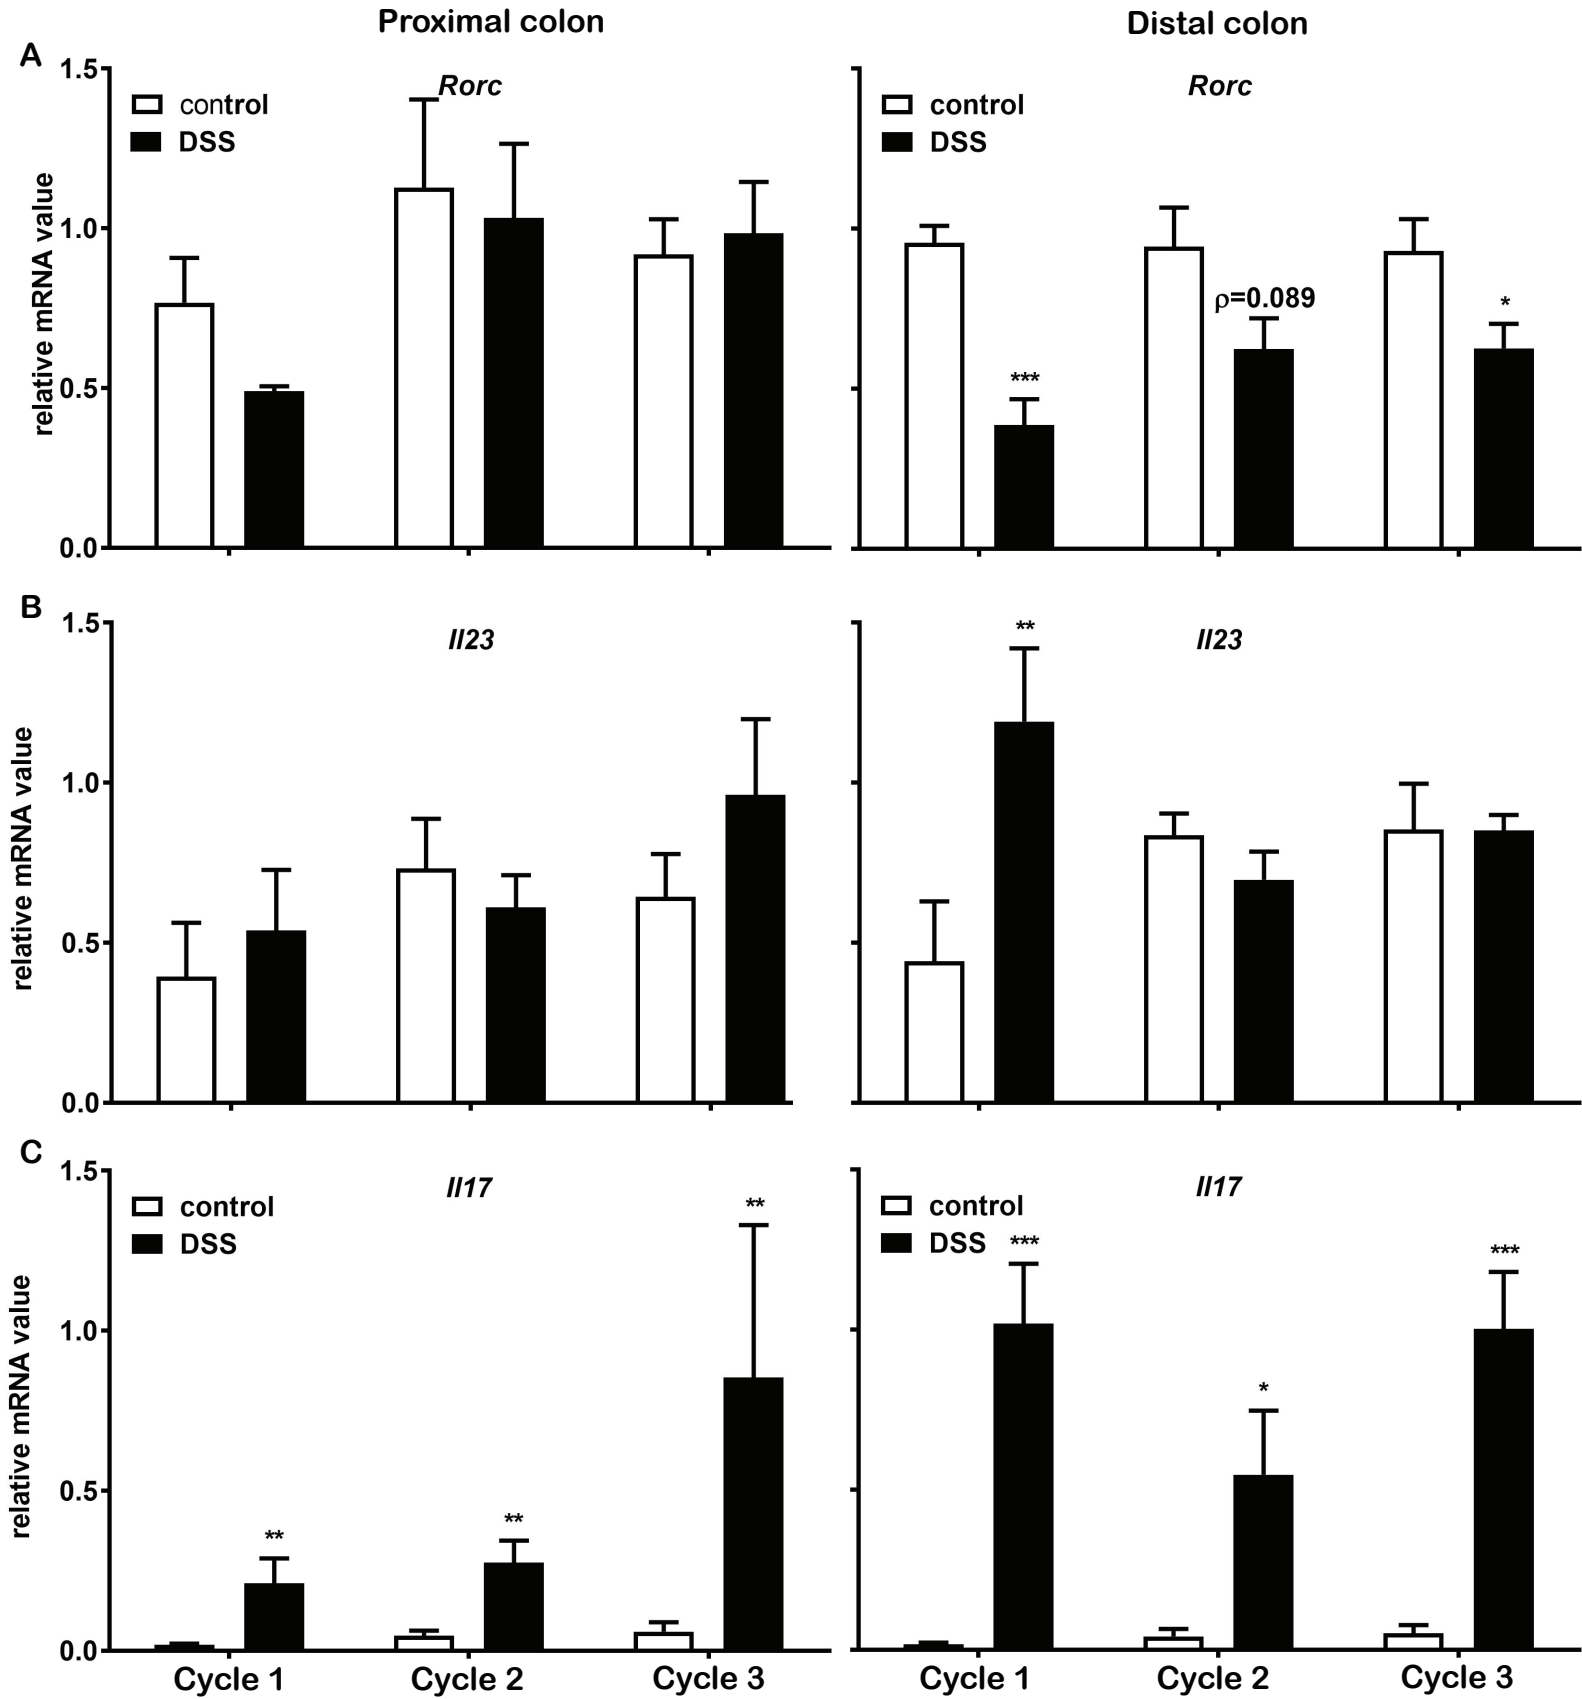 Proximal colon
Distal colon
A
Rorc
control
DSS
1.5
1.0
0.5
0.0
relative mRNA value
Rorc
control
DSS
***
ρ=0.089
*
B
Il23
1.5
1.0
0.5
0.0
relative mRNA value
Il23
**
C
Il17
control
DSS
1.5
1.0
0.5
0.0
relative mRNA value
**
**
**
Cycle 1
Cycle 2
Cycle 3
Il17
control
DSS
***
*
***
Cycle 1
Cycle 2
Cycle 3